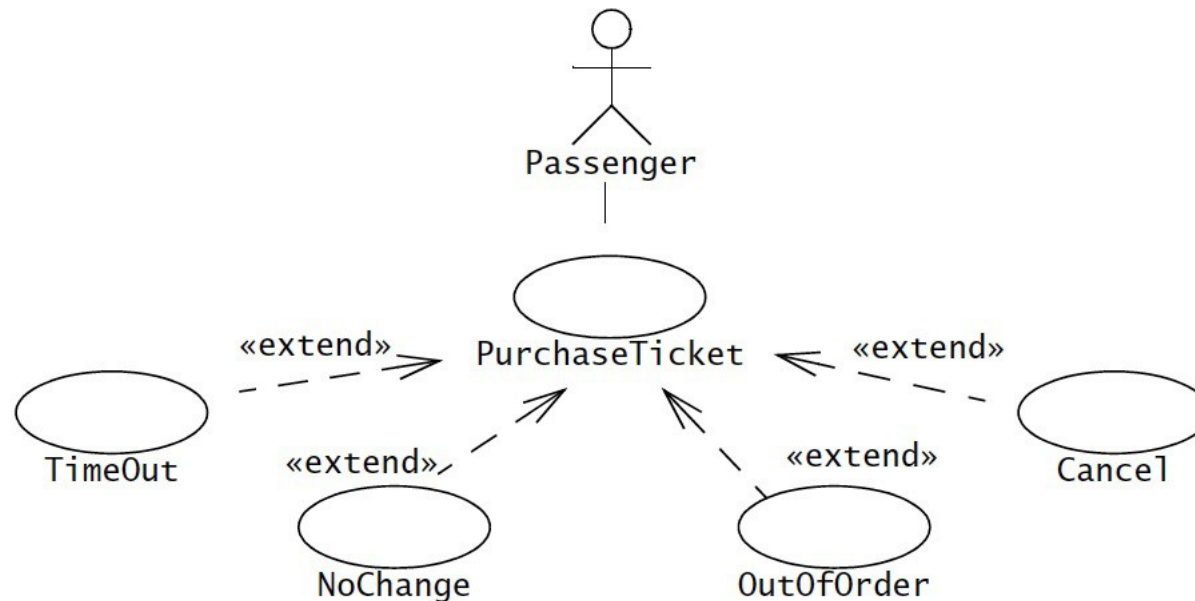 Passenger
«extend»
PurchaseTicket
«extend»
TimeOut
«extend»
«extend»
Cancel
NoChange
OutOfOrder